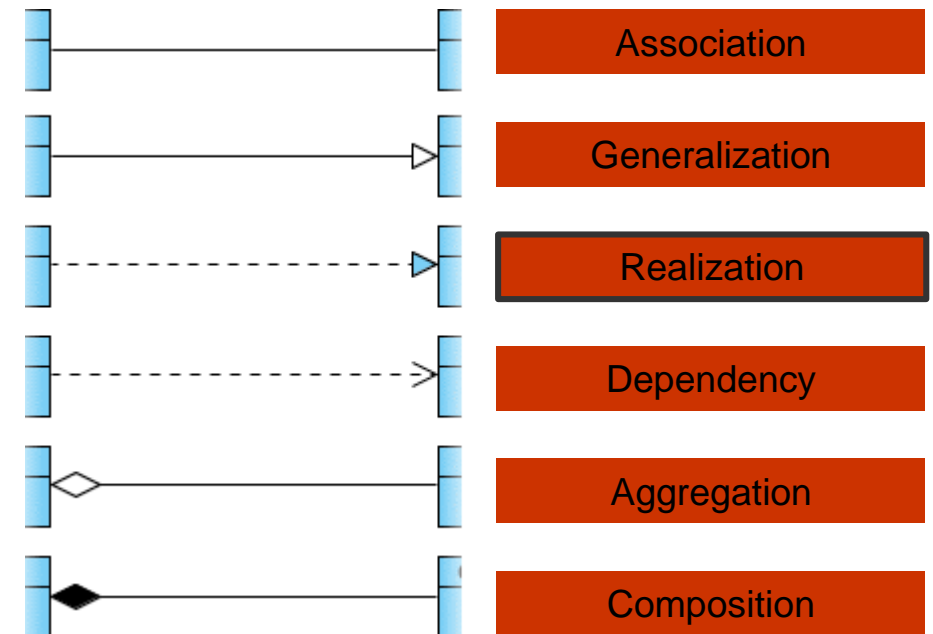 Association
Generalization
Realization
Dependency
Aggregation
Composition